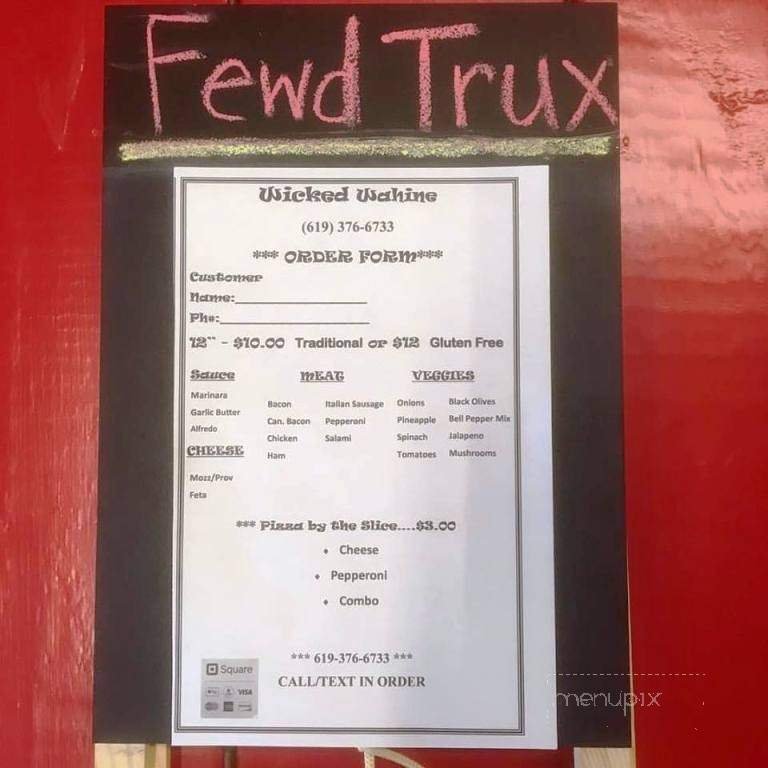 Fewd Trux
Wicked Wahine
(619) 376-6733
*** ORDER FORM***
Customer
Name:____________________
Ph#:_______________________
12" - $10.00 Traditional or $12 Gluten Free
Sauce
Marinara
Garlic Butter
Alfredo
CHEESE
Mozz/Prov
Feta
MEAT
Bacon Italian Sausage
Can. Bacon Pepperoni
Chicken Salami
Ham
VEGGIES
Onions Black Olives
Pineapple Bell Pepper Mix
Spinach Jalapeno
Tomatoes Mushrooms
*** Pizza by the Slice....$3.00
• Cheese
• Pepperoni
• Combo
*** 619-376-6733 ***
CALL/TEXT IN ORDER
Square
VISA
menupix